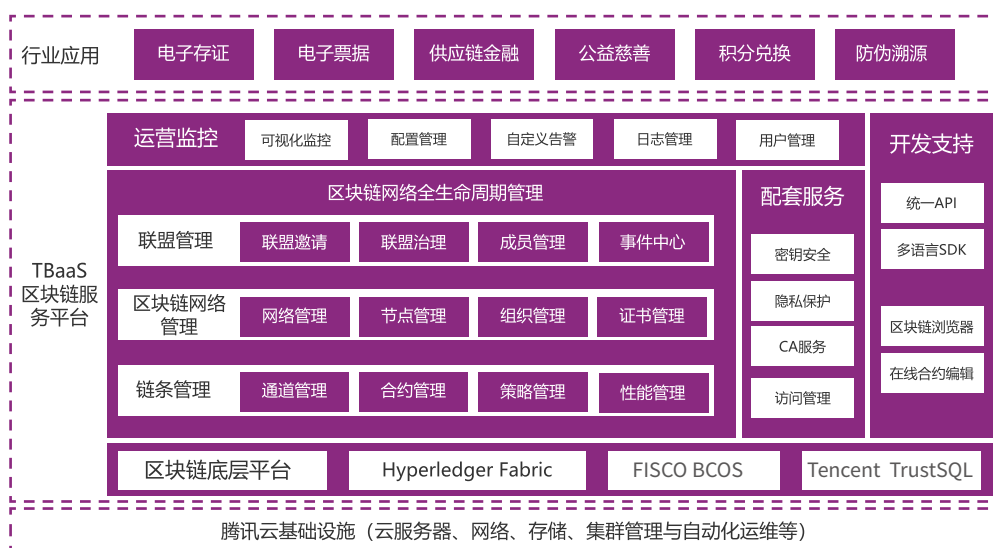 行业应用
电子存证
电子票据
供应链金融
公益慈善
积分兑换
防伪溯源
TBaaS
区块链服
务平台
运营监控
可视化监控
配置管理
自定义告警
日志管理
用户管理
区块链网络全生命周期管理
联盟管理
联盟邀请
联盟治理
成员管理
事件中心
区块链网络
管理
网络管理
节点管理
组织管理
证书管理
链条管理
通道管理
合约管理
策略管理
性能管理
配套服务
密钥安全
隐私保护
CA服务
访问管理
开发支持
统一API
多语言SDK
区块链浏览器
在线合约编辑
区块链底层平台
Hyperledger Fabric
FISCO BCOS
Tencent TrustSQL
腾讯云基础设施（云服务器、网络、存储、集群管理与自动化运维等）